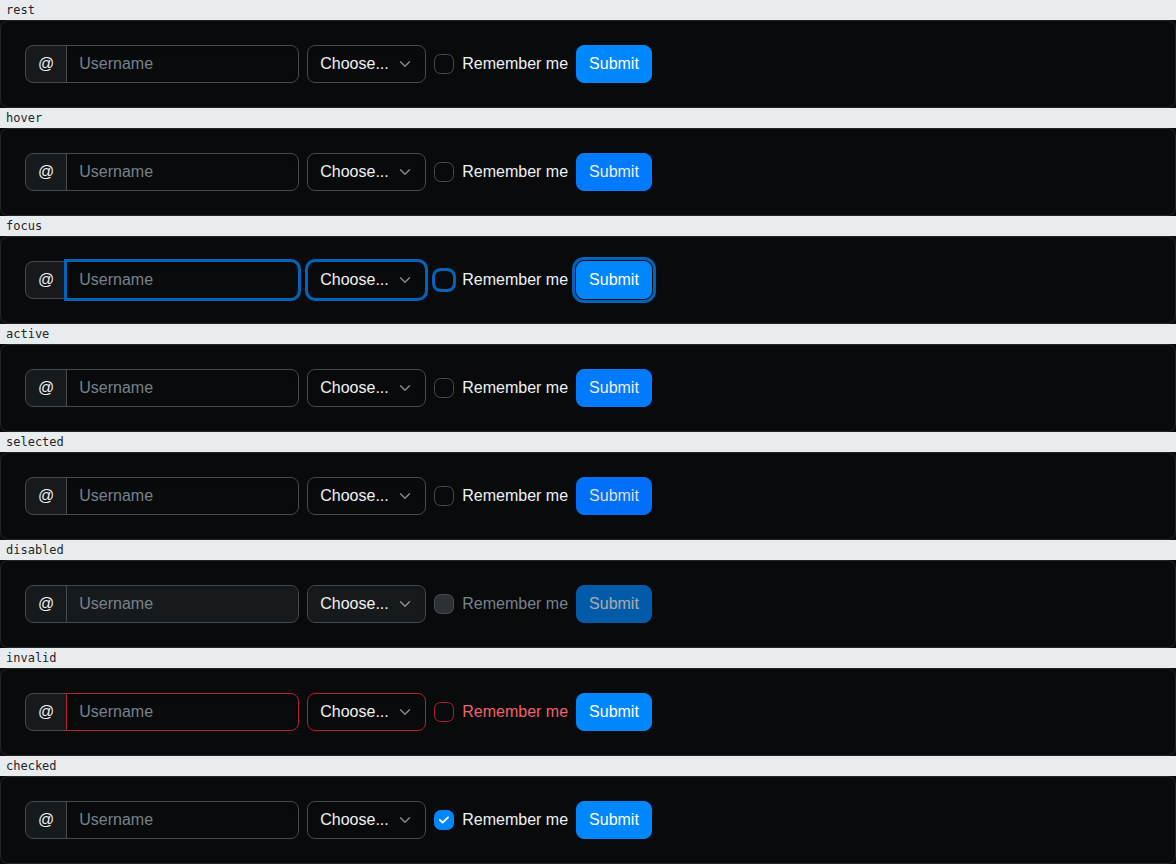 rest
@ Username Choose... Remember me Submit
hover
@ Username Choose... Remember me Submit
focus
@ Username Choose... Remember me Submit
active
@ Username Choose... Remember me Submit
selected
@ Username Choose... Remember me Submit
disabled
@ Username Choose... Remember me Submit
invalid
@ Username Choose... Remember me Submit
checked
@ Username Choose... Remember me Submit